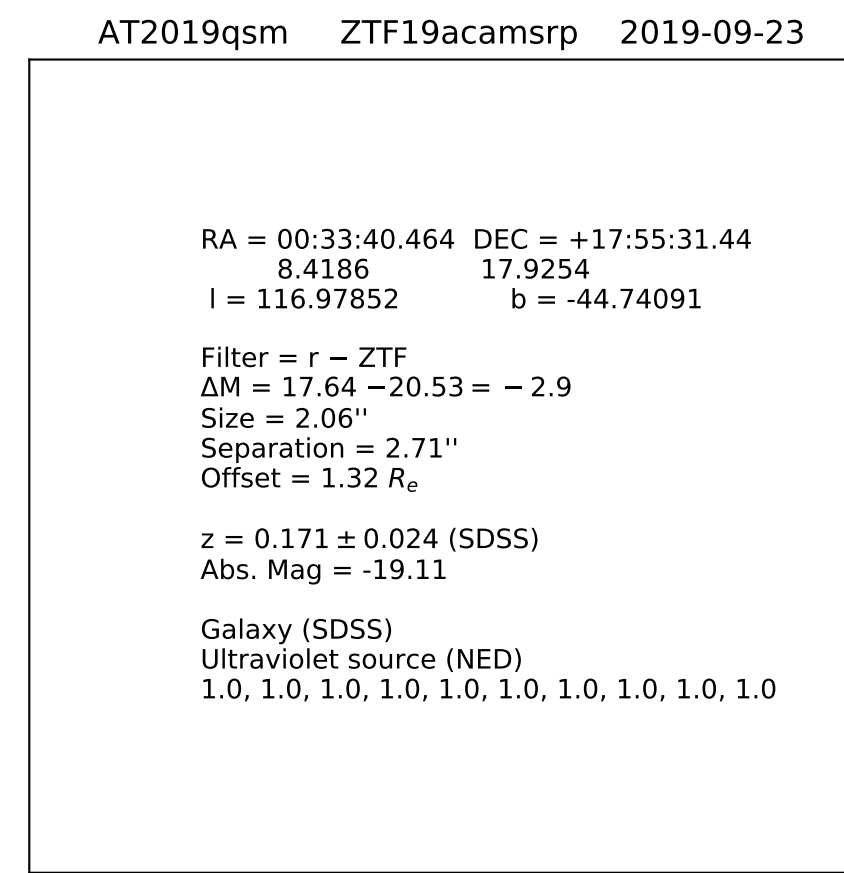 AT2019qsm ZTF19acamsrp 2019-09-23
RA = 00:33:40.464 DEC = +17:55:31.44
8.4186 17.9254
l = 116.97852 b = -44.74091
Filter = r − ZTF
ΔM = 17.64 −20.53 = − 2.9
Size = 2.06''
Separation = 2.71''
Offset = 1.32 Rₑ
z = 0.171 ± 0.024 (SDSS)
Abs. Mag = -19.11
Galaxy (SDSS)
Ultraviolet source (NED)
1.0, 1.0, 1.0, 1.0, 1.0, 1.0, 1.0, 1.0, 1.0, 1.0